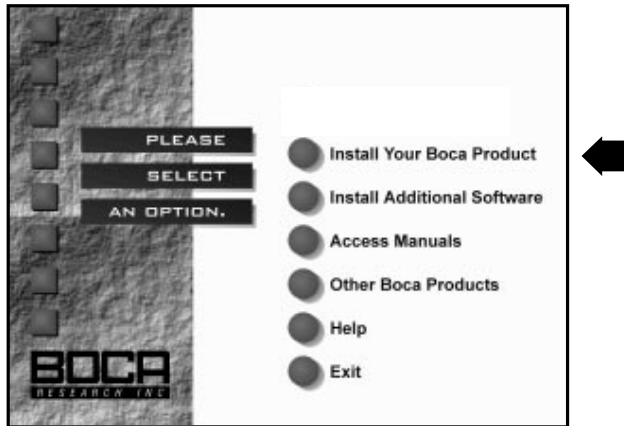 PLEASE
SELECT
AN OPTION.
Install Your Boca Product
Install Additional Software
Access Manuals
Other Boca Products
Help
Exit
BOCA
RESEARCH INC